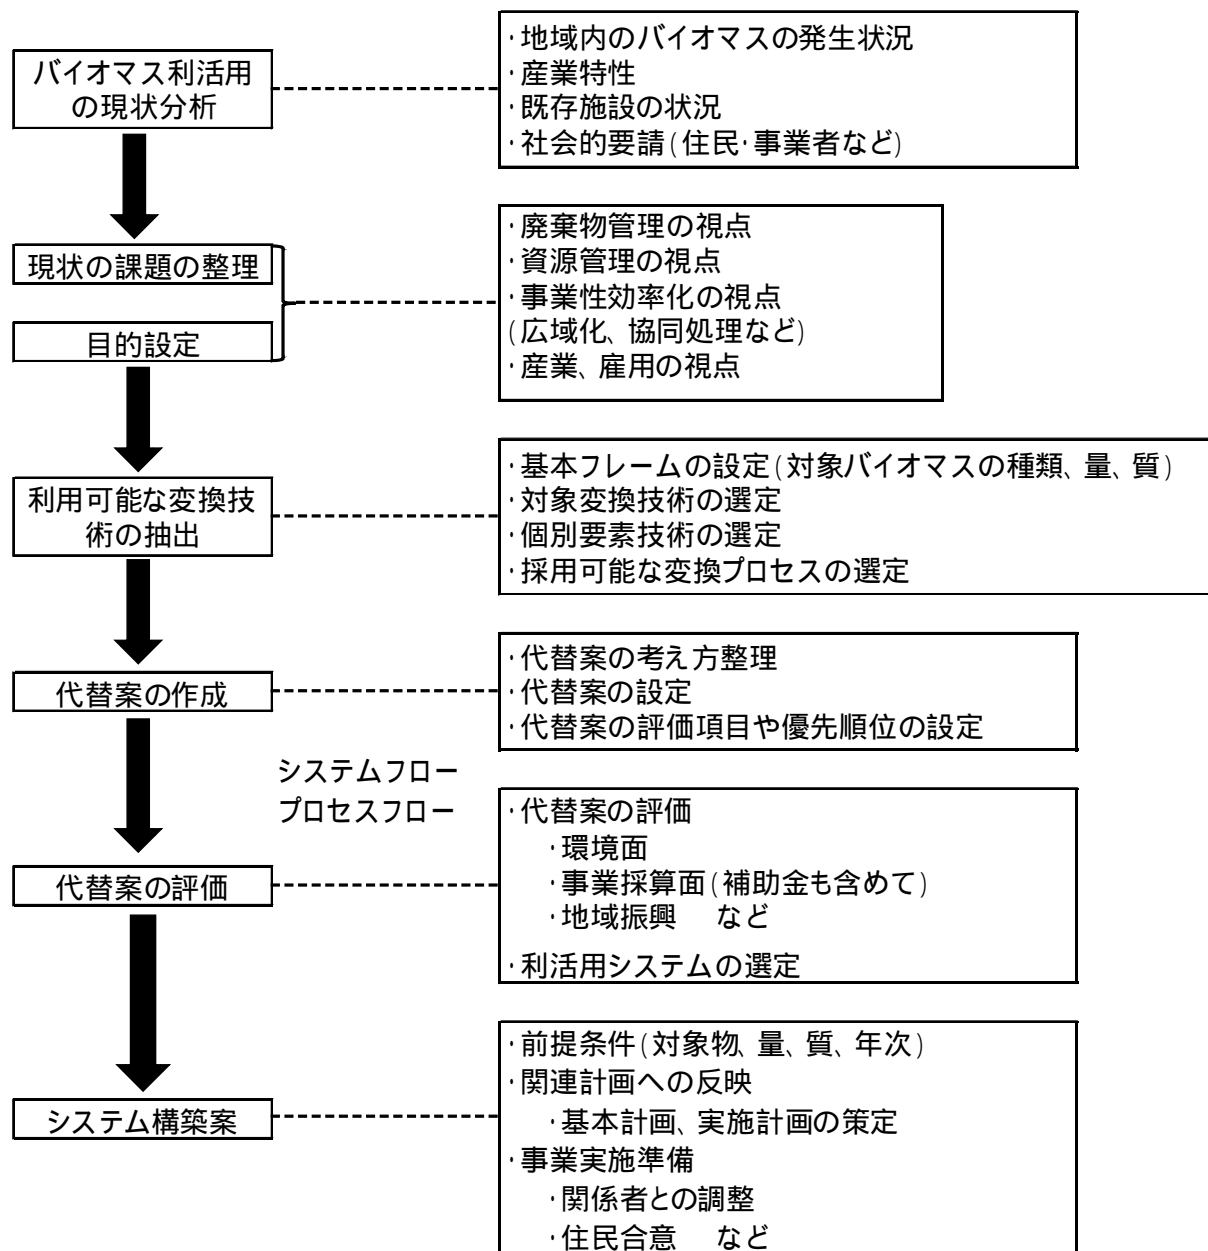 バイオマス利活用
の現状分析
・地域内のバイオマスの発生状況
・産業特性
・既存施設の状況
・社会的要請(住民・事業者など)
現状の課題の整理
目的設定
・廃棄物管理の視点
・資源管理の視点
・事業性効率化の視点
(広域化、協同処理など)
・産業、雇用の視点
利用可能な変換技
術の抽出
・基本フレームの設定(対象バイオマスの種類、量、質)
・対象変換技術の選定
・個別要素技術の選定
・採用可能な変換プロセスの選定
代替案の作成
・代替案の考え方整理
・代替案の設定
・代替案の評価項目や優先順位の設定
システムフロー
プロセスフロー
代替案の評価
・代替案の評価
・環境面
・事業採算面(補助金も含めて)
・地域振興 など
・利活用システムの選定
システム構築案
・前提条件(対象物、量、質、年次)
・関連計画への反映
・基本計画、実施計画の策定
・事業実施準備
・関係者との調整
・住民合意 など